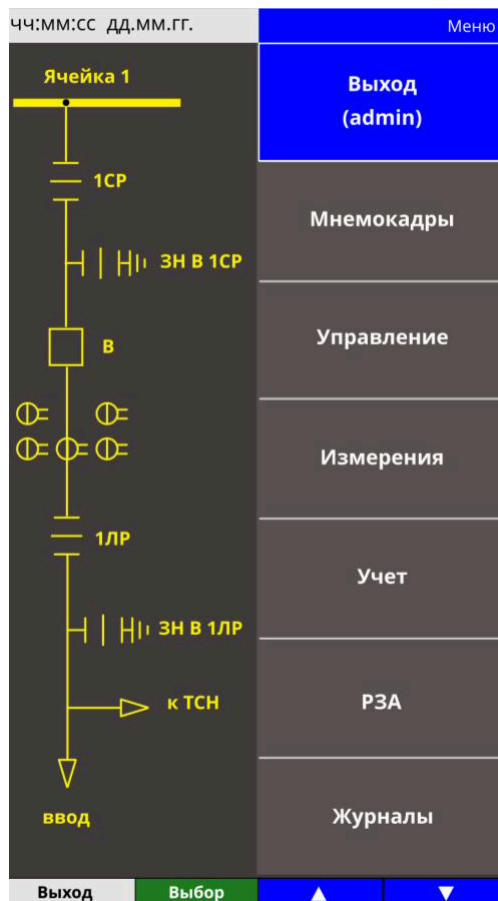 чч:мм:сс дд.мм.гг.
Меню
Ячейка 1
1СР
ЗН В 1СР
В
1ЛР
ЗН В 1ЛР
к ТСН
ввод
Выход
(admin)
Мнемокадры
Управление
Измерения
Учет
РЗА
Журналы
Выход
Выбор